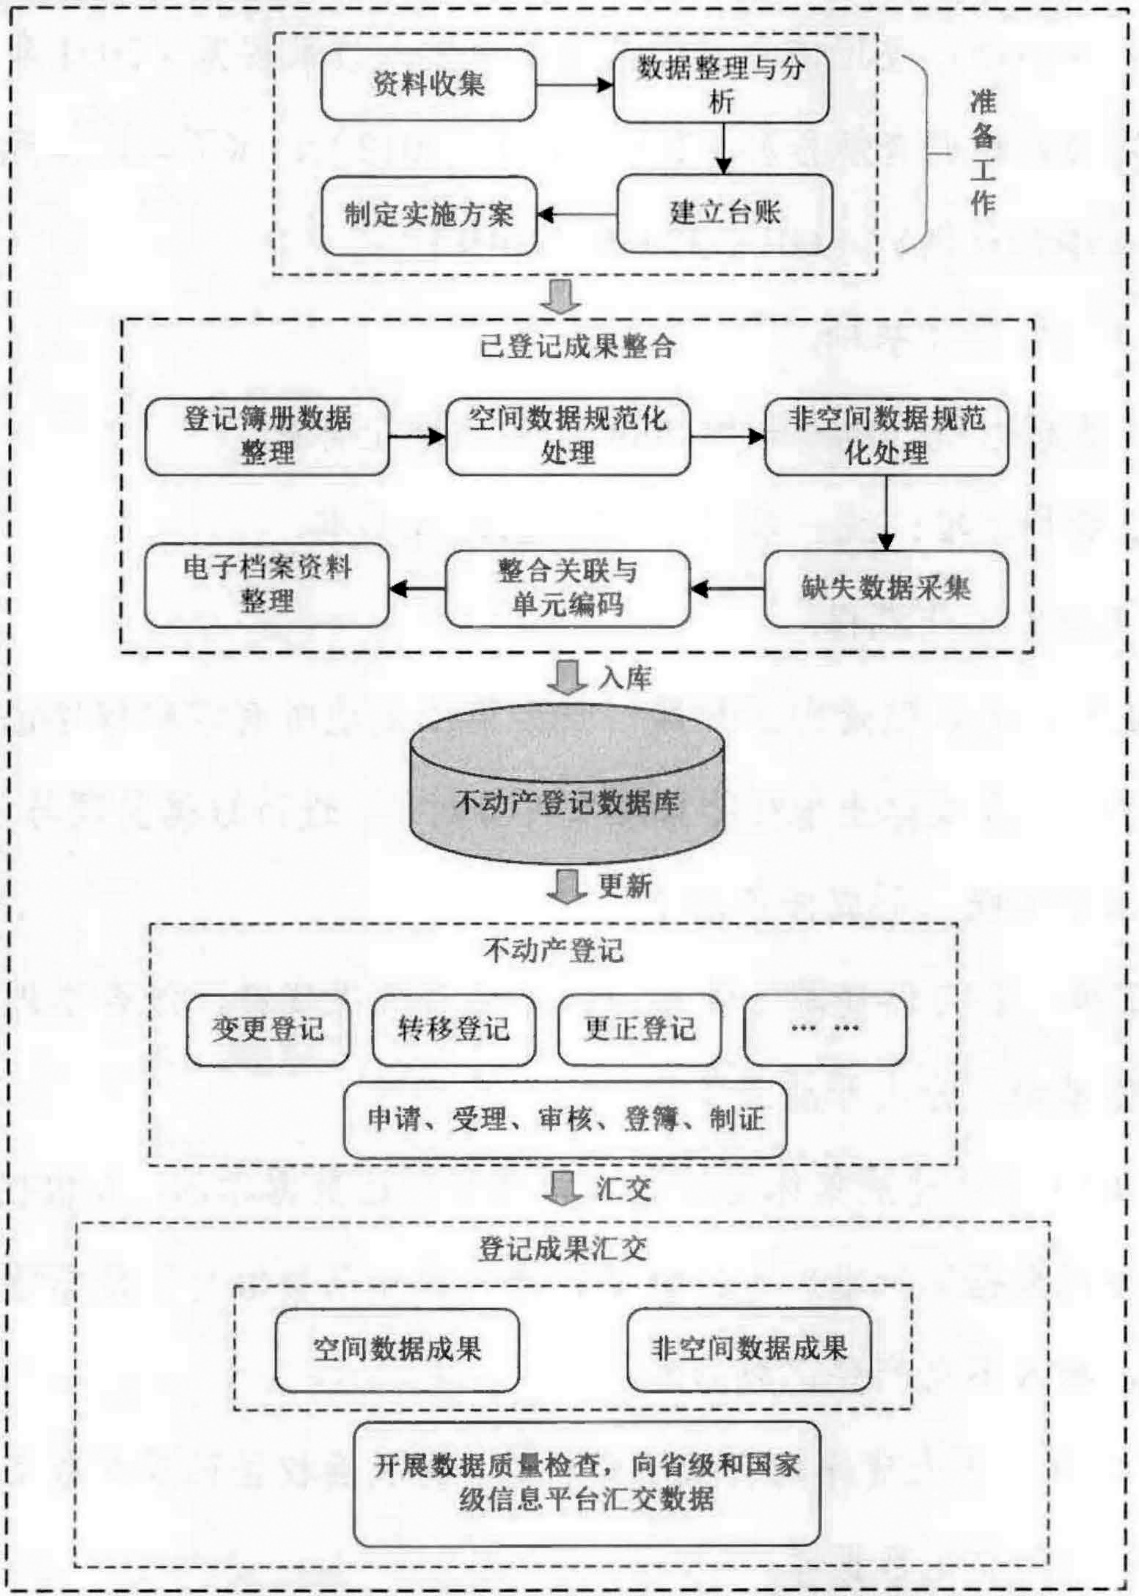 资料收集
数据整理与分
析
准备工作
制定实施方案
建立台账
已登记成果整合
登记簿册数据
整理
空间数据规范化
处理
非空间数据规范
化处理
电子档案资料
整理
整合关联与
单元编码
缺失数据采集
入库
不动产登记数据库
更新
不动产登记
变更登记
转移登记
更正登记
… …
申请、受理、审核、登簿、制证
汇交
登记成果汇交
空间数据成果
非空间数据成果
开展数据质量检查，向省级和国家
级信息平台汇交数据